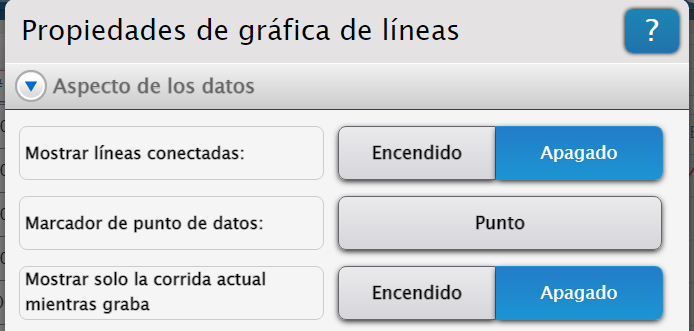 Propiedades de gráfica de líneas
?
Aspecto de los datos
Mostrar líneas conectadas:
Encendido
Apagado
Marcador de punto de datos:
Punto
Mostrar solo la corrida actual
mientras graba
Encendido
Apagado